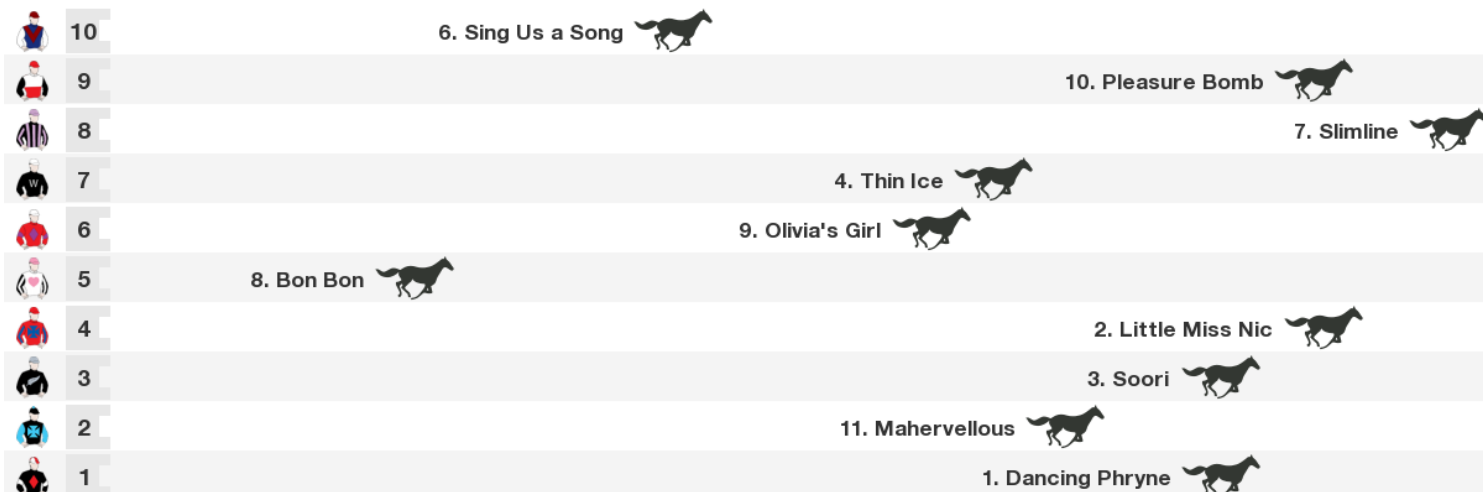 10 6. Sing Us a Song
9 10. Pleasure Bomb
8 7. Slimline
7 4. Thin Ice
W
6 9. Olivia's Girl
5 8. Bon Bon
4 2. Little Miss Nic
3 3. Soori
2 11. Mahervellous
1 1. Dancing Phryne